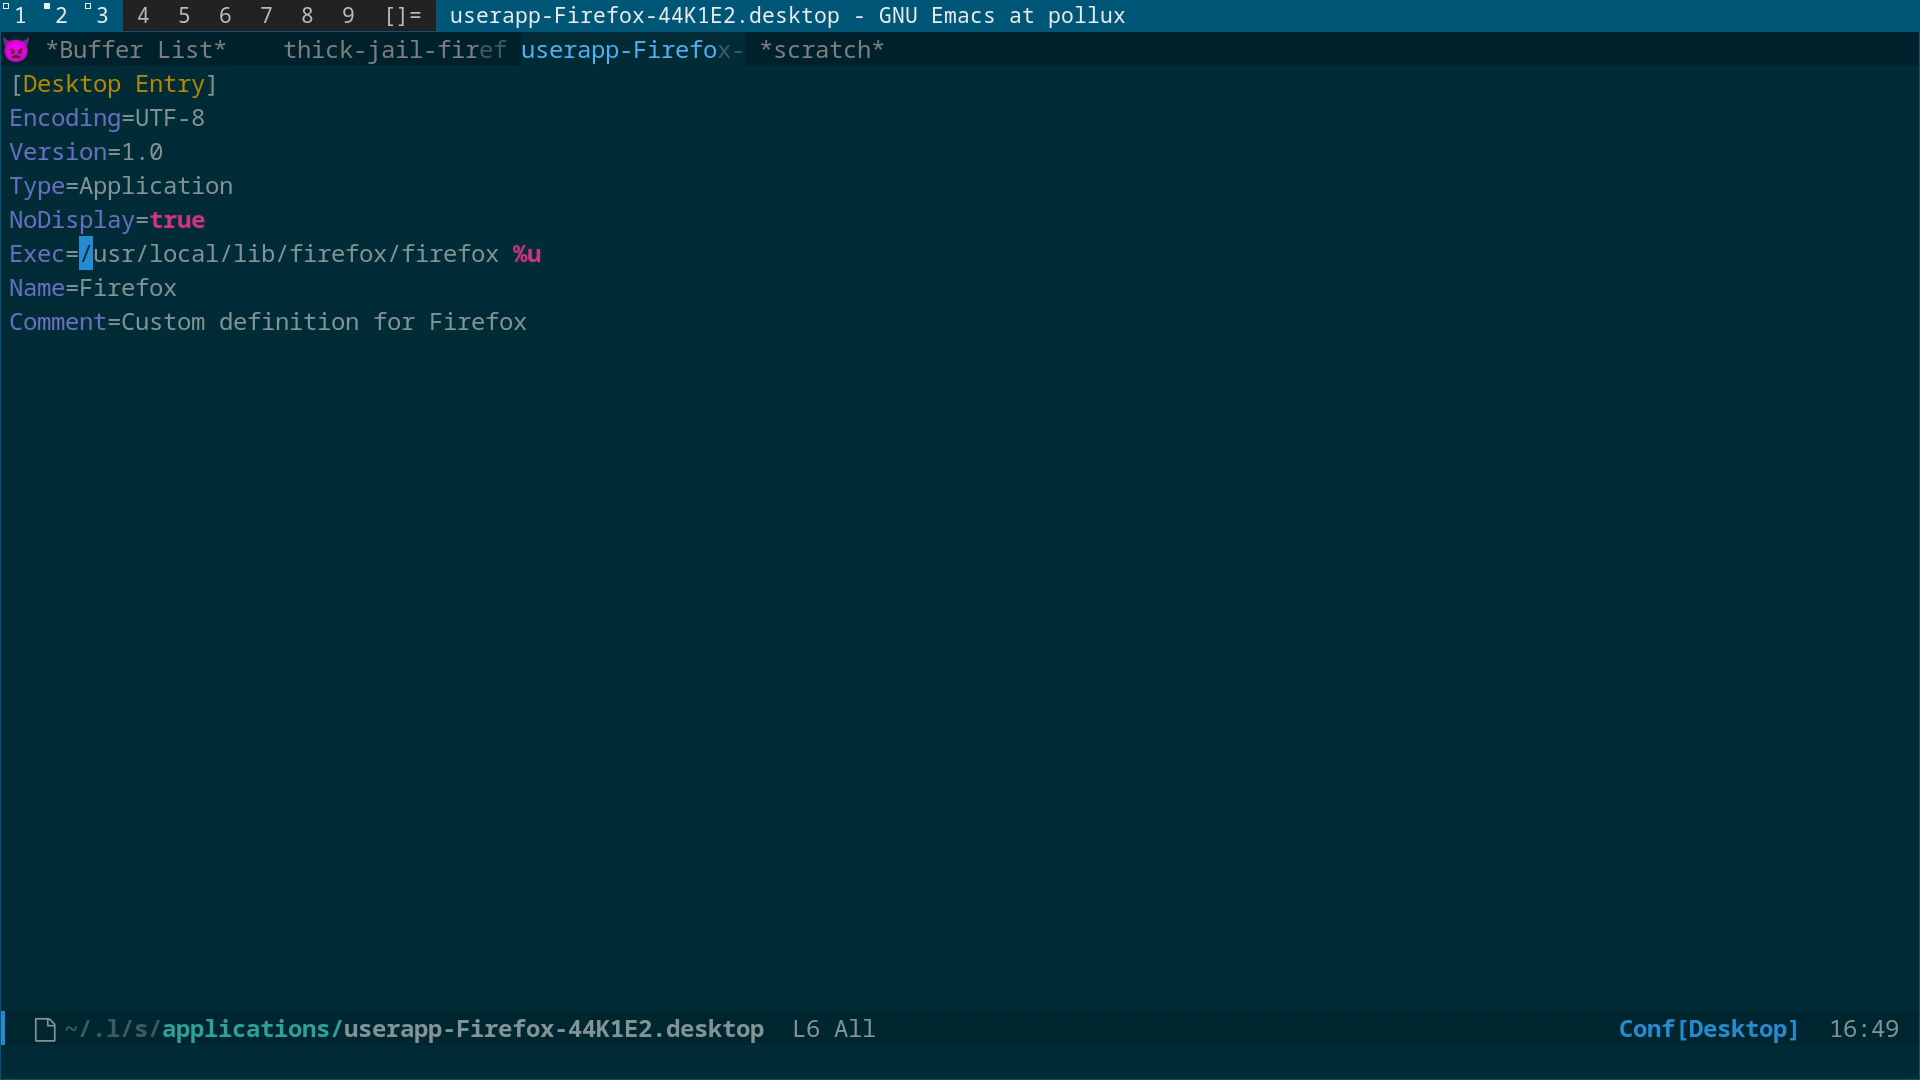 1 2 3 4 5 6 7 8 9 []= userapp-Firefox-44K1E2.desktop - GNU Emacs at pollux
*Buffer List* thick-jail-firef userapp-Firefox- *scratch*
[Desktop Entry]
Encoding=UTF-8
Version=1.0
Type=Application
NoDisplay=true
Exec=/usr/local/lib/firefox/firefox %u
Name=Firefox
Comment=Custom definition for Firefox
~/.l/s/applications/userapp-Firefox-44K1E2.desktop L6 All Conf[Desktop] 16:49